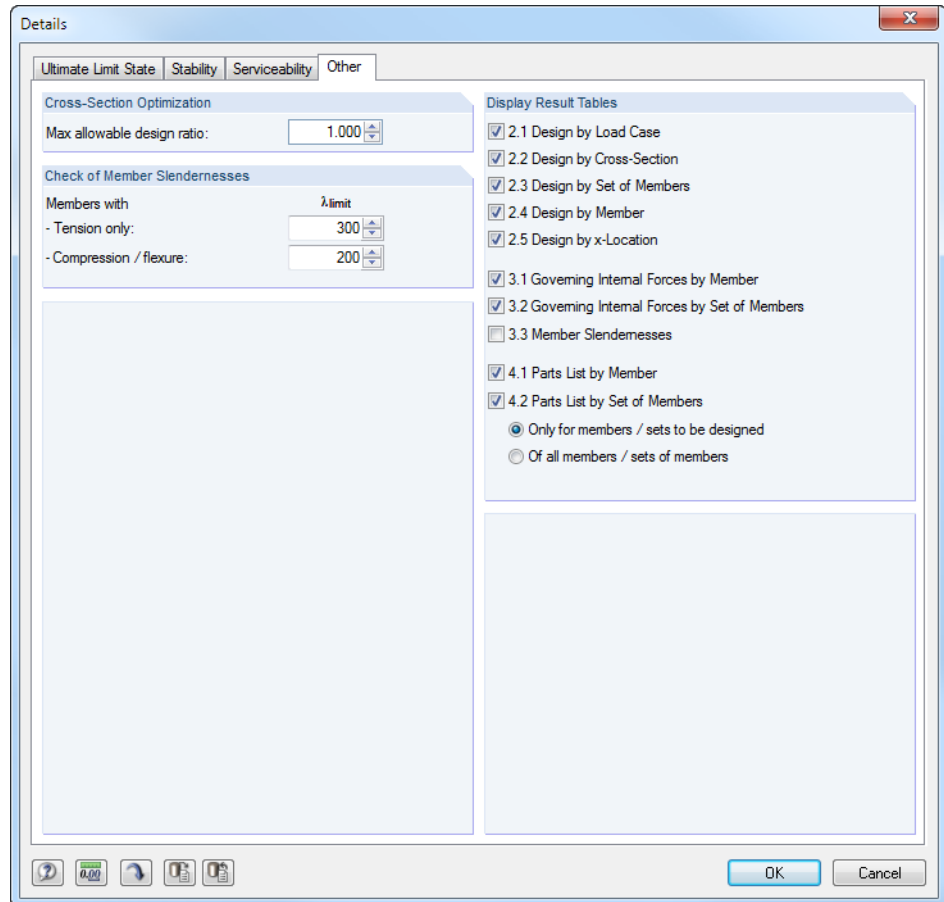 Details
Ultimate Limit State Stability Serviceability Other
Cross-Section Optimization
Max allowable design ratio: 1.000
Check of Member Slendernesses
Members with λlimit
- Tension only: 300
- Compression / flexure: 200
Display Result Tables
2.1 Design by Load Case
2.2 Design by Cross-Section
2.3 Design by Set of Members
2.4 Design by Member
2.5 Design by x-Location
3.1 Governing Internal Forces by Member
3.2 Governing Internal Forces by Set of Members
3.3 Member Slendernesses
4.1 Parts List by Member
4.2 Parts List by Set of Members
Only for members / sets to be designed
Of all members / sets of members
0.00
OK Cancel